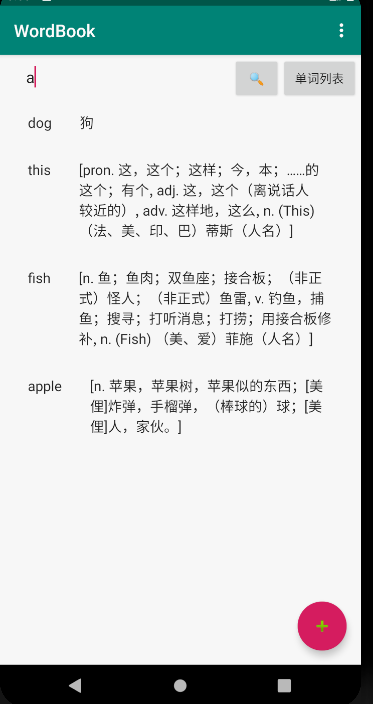 WordBook
a
单词列表
dog 狗
this [pron. 这，这个；这样；今，本；……的
这个；有个, adj. 这，这个（离说话人
较近的）, adv. 这样地，这么, n. (This)
（法、美、印、巴）蒂斯（人名）]
fish [n. 鱼；鱼肉；双鱼座；接合板；（非正
式）怪人；（非正式）鱼雷, v. 钓鱼，捕
鱼；搜寻；打听消息；打捞；用接合板修
补, n. (Fish) （美、爱）菲施（人名）]
apple [n. 苹果，苹果树，苹果似的东西；[美
俚]炸弹，手榴弹，（棒球的）球；[美
俚]人，家伙。]